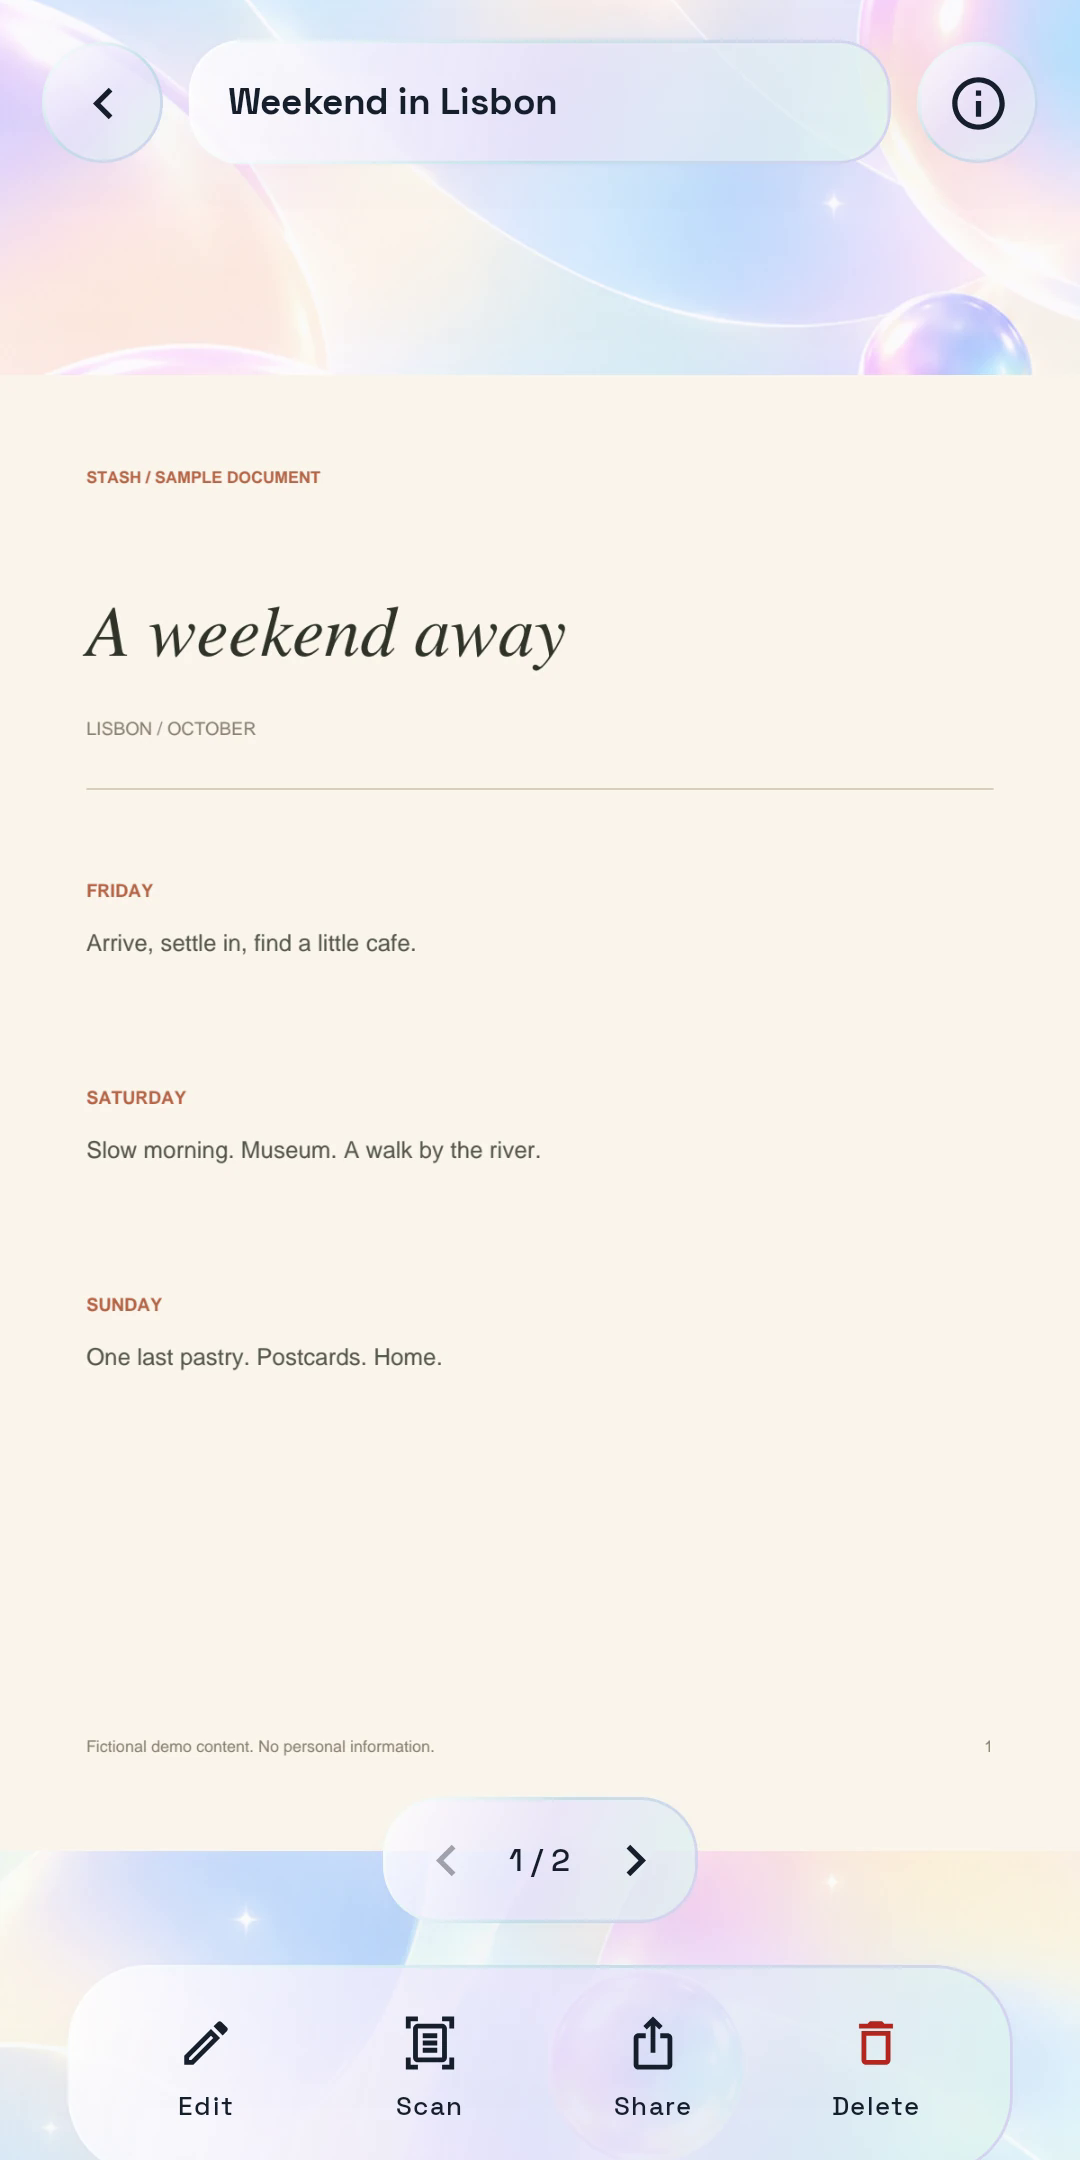 Weekend in Lisbon
STASH / SAMPLE DOCUMENT
A weekend away
LISBON / OCTOBER
FRIDAY
Arrive, settle in, find a little cafe.
SATURDAY
Slow morning. Museum. A walk by the river.
SUNDAY
One last pastry. Postcards. Home.
Fictional demo content. No personal information. 1
1 / 2
Edit Scan Share Delete